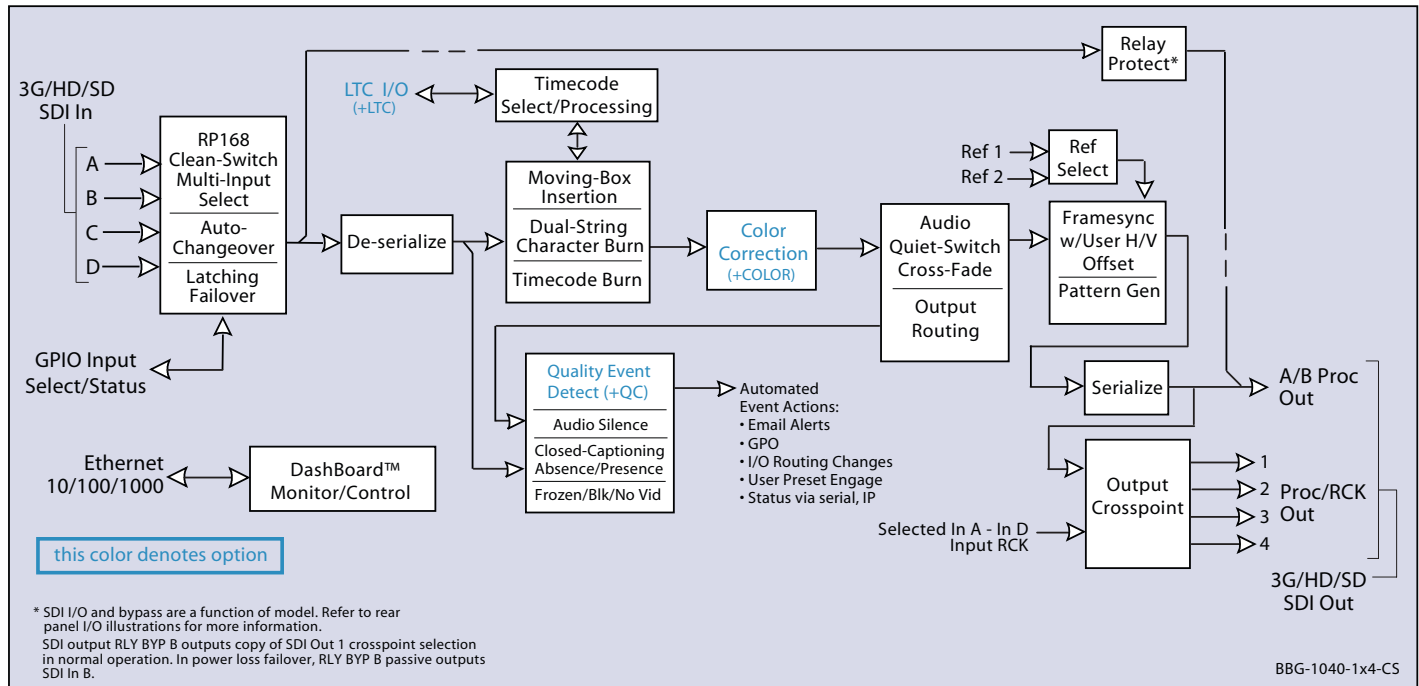 3G/HD/SD
SDI In
A
B
C
D
RP168
Clean-Switch
Multi-Input
Select
Auto-
Changeover
Latching
Failover
GPIO Input
Select/Status
De-serialize
LTC I/O
(+LTC)
Timecode
Select/Processing
Moving-Box
Insertion
Dual-String
Character Burn
Timecode Burn
Color
Correction
(+COLOR)
Audio
Quiet-Switch
Cross-Fade
Output
Routing
Ref 1
Ref 2
Ref
Select
Framesync
w/User H/V
Offset
Pattern Gen
Relay
Protect*
Serialize
A/B Proc
Out
Quality Event
Detect (+QC)
Audio Silence
Closed-Captioning
Absence/Presence
Frozen/Blk/No Vid
Automated
Event Actions:
• Email Alerts
• GPO
• I/O Routing Changes
• User Preset Engage
• Status via serial, IP
Ethernet
10/100/1000
DashBoard™
Monitor/Control
Selected In A - In D
Input RCK
Output
Crosspoint
1
2
3
4
Proc/RCK
Out
3G/HD/SD
SDI Out
this color denotes option
* SDI I/O and bypass are a function of model. Refer to rear
panel I/O illustrations for more information.
SDI output RLY BYP B outputs copy of SDI Out 1 crosspoint selection
in normal operation. In power loss failover, RLY BYP B passive outputs
SDI In B.
BBG-1040-1x4-CS